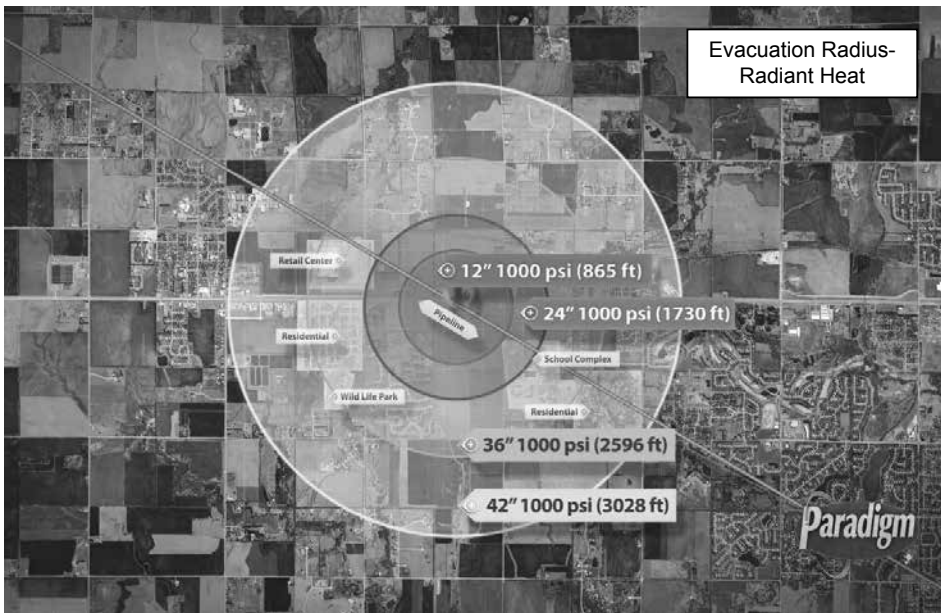 Evacuation Radius-
Radiant Heat
Retail Center
12" 1000 psi (865 ft)
Pipeline
24" 1000 psi (1730 ft)
Residential
School Complex
Wild Life Park
Residential
36" 1000 psi (2596 ft)
42" 1000 psi (3028 ft)
Paradigm